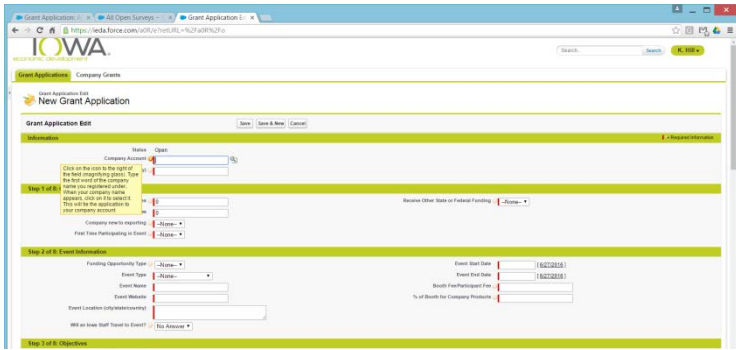 Grant Application
All Open Surveys
Grant Application Ed
https://ieda.force.com/a0R/e?retURL=%2Fa0R%2Fo
IOWA
economic development
Search...
Search
K. Hill
Grant Applications Company Grants
Grant Application Edit
New Grant Application
Grant Application Edit Save Save & New Cancel
Information = Required Information
Status Open
Company Account
Click on the icon to the right of
the field (magnifying glass). Type
the first word of the company
name you registered under.
When your company name
appears, click on it to select it.
This will tie the application to
your company account
Step 1 of 8:
0 Receive Other State or Federal Funding --None--
0
Company new to exporting --None--
First Time Participating in Event --None--
Step 2 of 8: Event Information
Funding Opportunity Type --None-- Event Start Date [ 6/27/2016 ]
Event Type --None-- Event End Date [ 6/27/2016 ]
Event Name Booth Fee/Participant Fee
Event Website % of Booth for Company Products
Event Location (city/state/country)
Will an Iowa Staff Travel to Event? No Answer
Step 3 of 8: Objectives